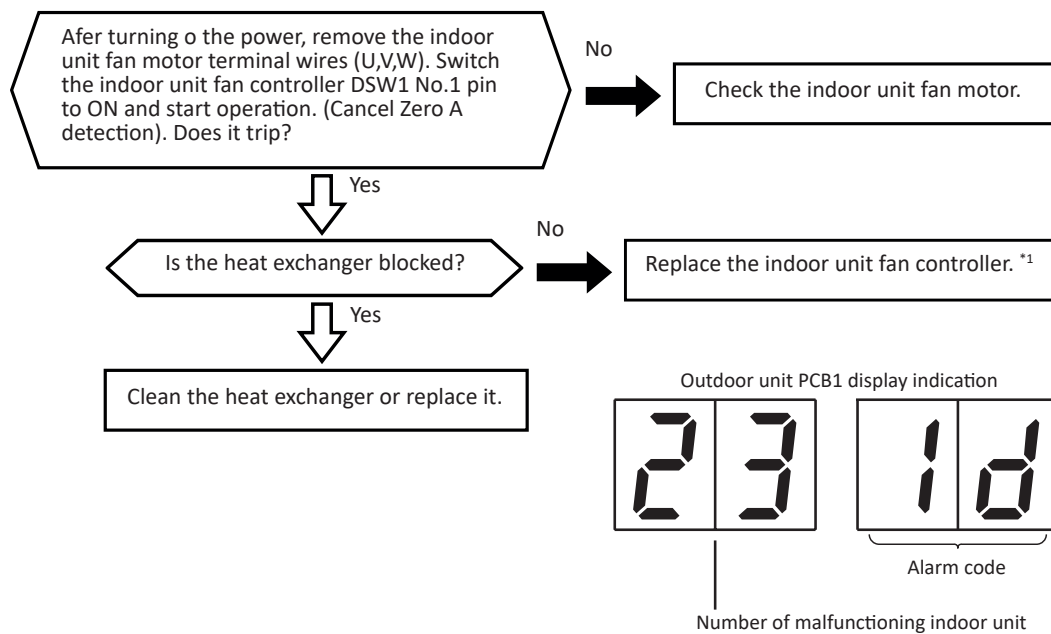 Afer turning o the power, remove the indoor
unit fan motor terminal wires (U,V,W). Switch
the indoor unit fan controller DSW1 No.1 pin
to ON and start operation. (Cancel Zero A
detection). Does it trip?
No
Check the indoor unit fan motor.
Yes
Is the heat exchanger blocked?
No
Replace the indoor unit fan controller. *1
Yes
Clean the heat exchanger or replace it.
Outdoor unit PCB1 display indication
23 1d
Alarm code
Number of malfunctioning indoor unit